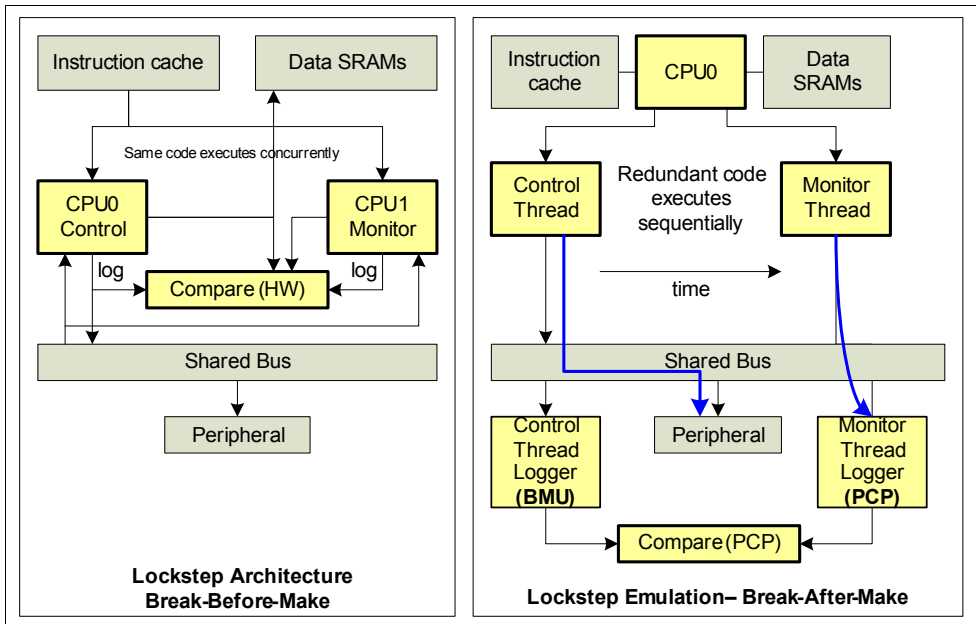 Instruction cache
Data SRAMs
Same code executes concurrently
CPU0
Control
CPU1
Monitor
log
log
Compare (HW)
Shared Bus
Peripheral
Lockstep Architecture
Break-Before-Make
Instruction
cache
CPU0
Data
SRAMs
Control
Thread
Redundant code
executes
sequentially
Monitor
Thread
time
Shared Bus
Control
Thread
Logger
(BMU)
Peripheral
Monitor
Thread
Logger
(PCP)
Compare (PCP)
Lockstep Emulation– Break-After-Make